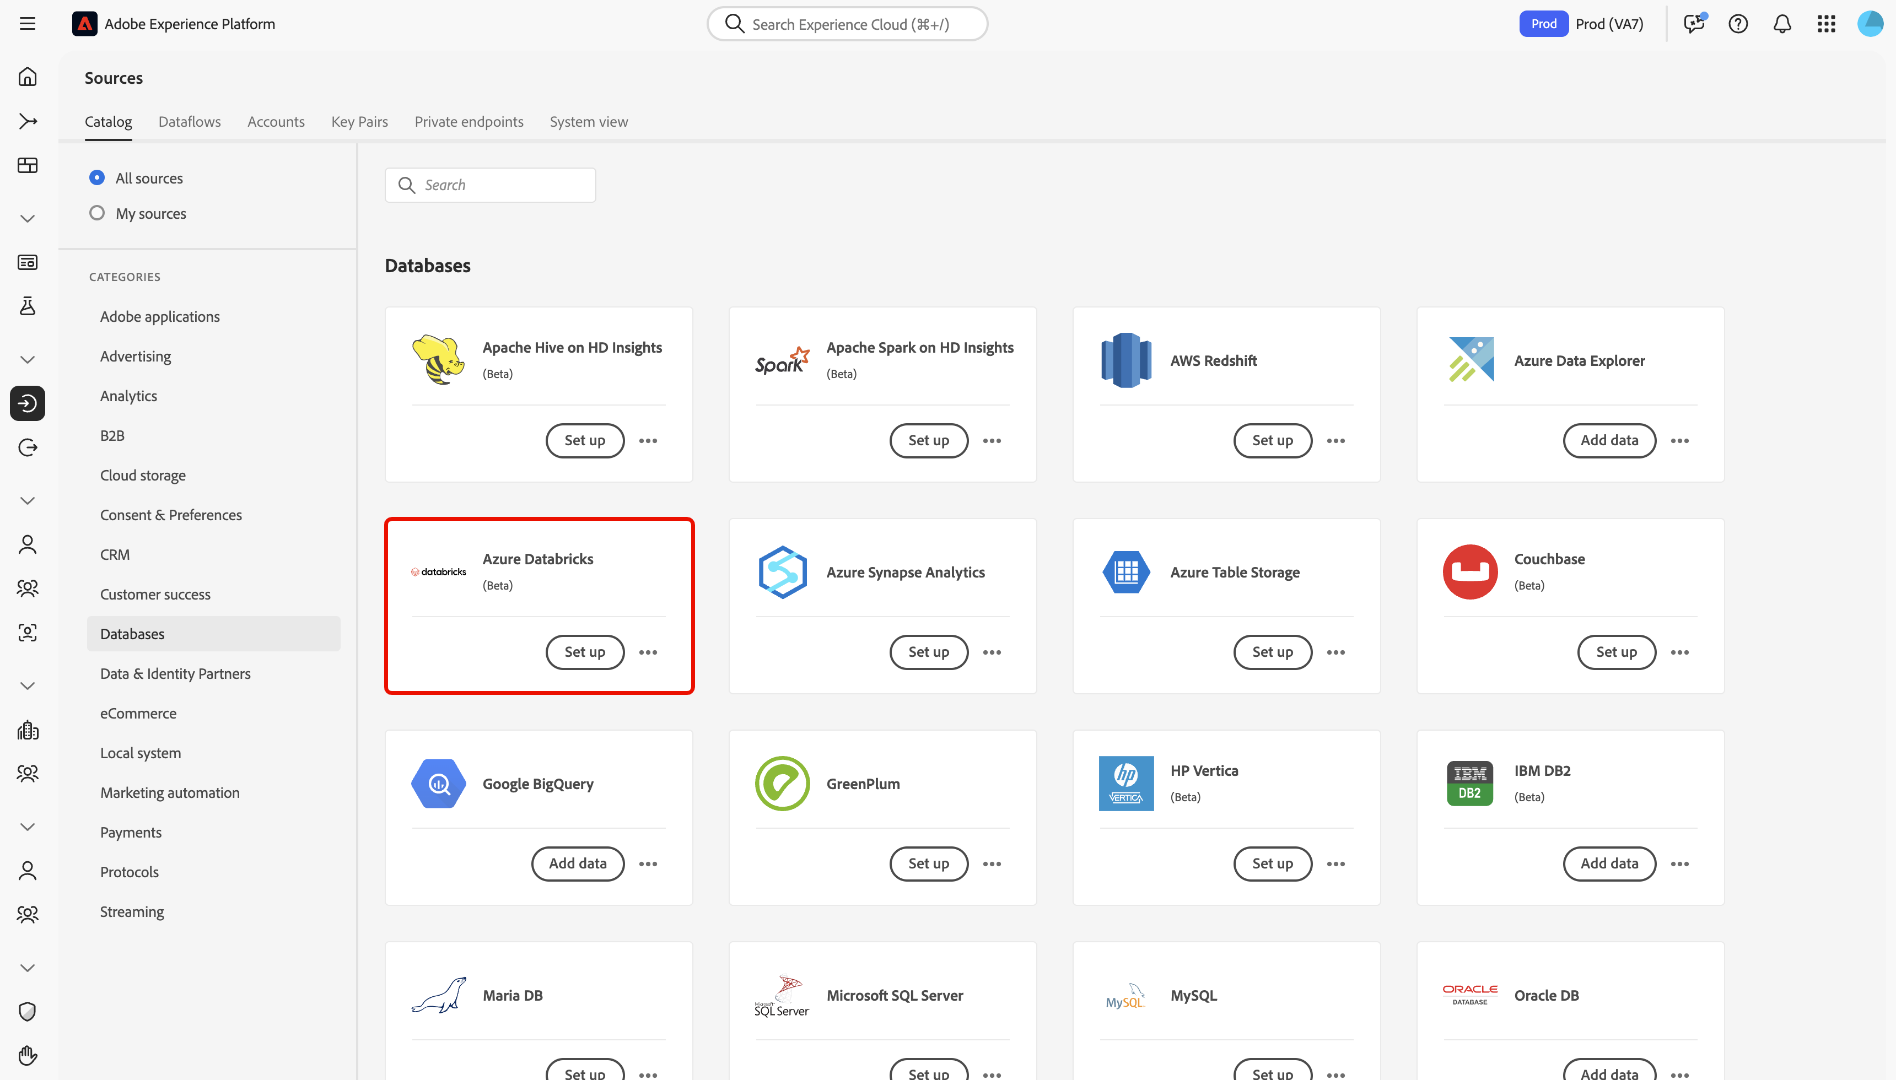 Adobe Experience Platform
Search Experience Cloud (⌘+/)
Prod
Prod (VA7)
Sources
Catalog
Dataflows
Accounts
Key Pairs
Private endpoints
System view
All sources
My sources
CATEGORIES
Adobe applications
Advertising
Analytics
B2B
Cloud storage
Consent & Preferences
CRM
Customer success
Databases
Data & Identity Partners
eCommerce
Local system
Marketing automation
Payments
Protocols
Streaming
Search
Databases
Apache Hive on HD Insights
(Beta)
Set up
Spark
Apache Spark on HD Insights
(Beta)
Set up
AWS Redshift
Set up
Azure Data Explorer
Add data
databricks
Azure Databricks
(Beta)
Set up
Azure Synapse Analytics
Set up
Azure Table Storage
Set up
Couchbase
(Beta)
Set up
Google BigQuery
Add data
GreenPlum
Set up
hp
VERTICA
HP Vertica
(Beta)
Set up
IBM
DB2
IBM DB2
(Beta)
Add data
Maria DB
Set up
Microsoft
SQL Server
Microsoft SQL Server
Set up
MySQL
MySQL
Set up
ORACLE
DATABASE
Oracle DB
Add data